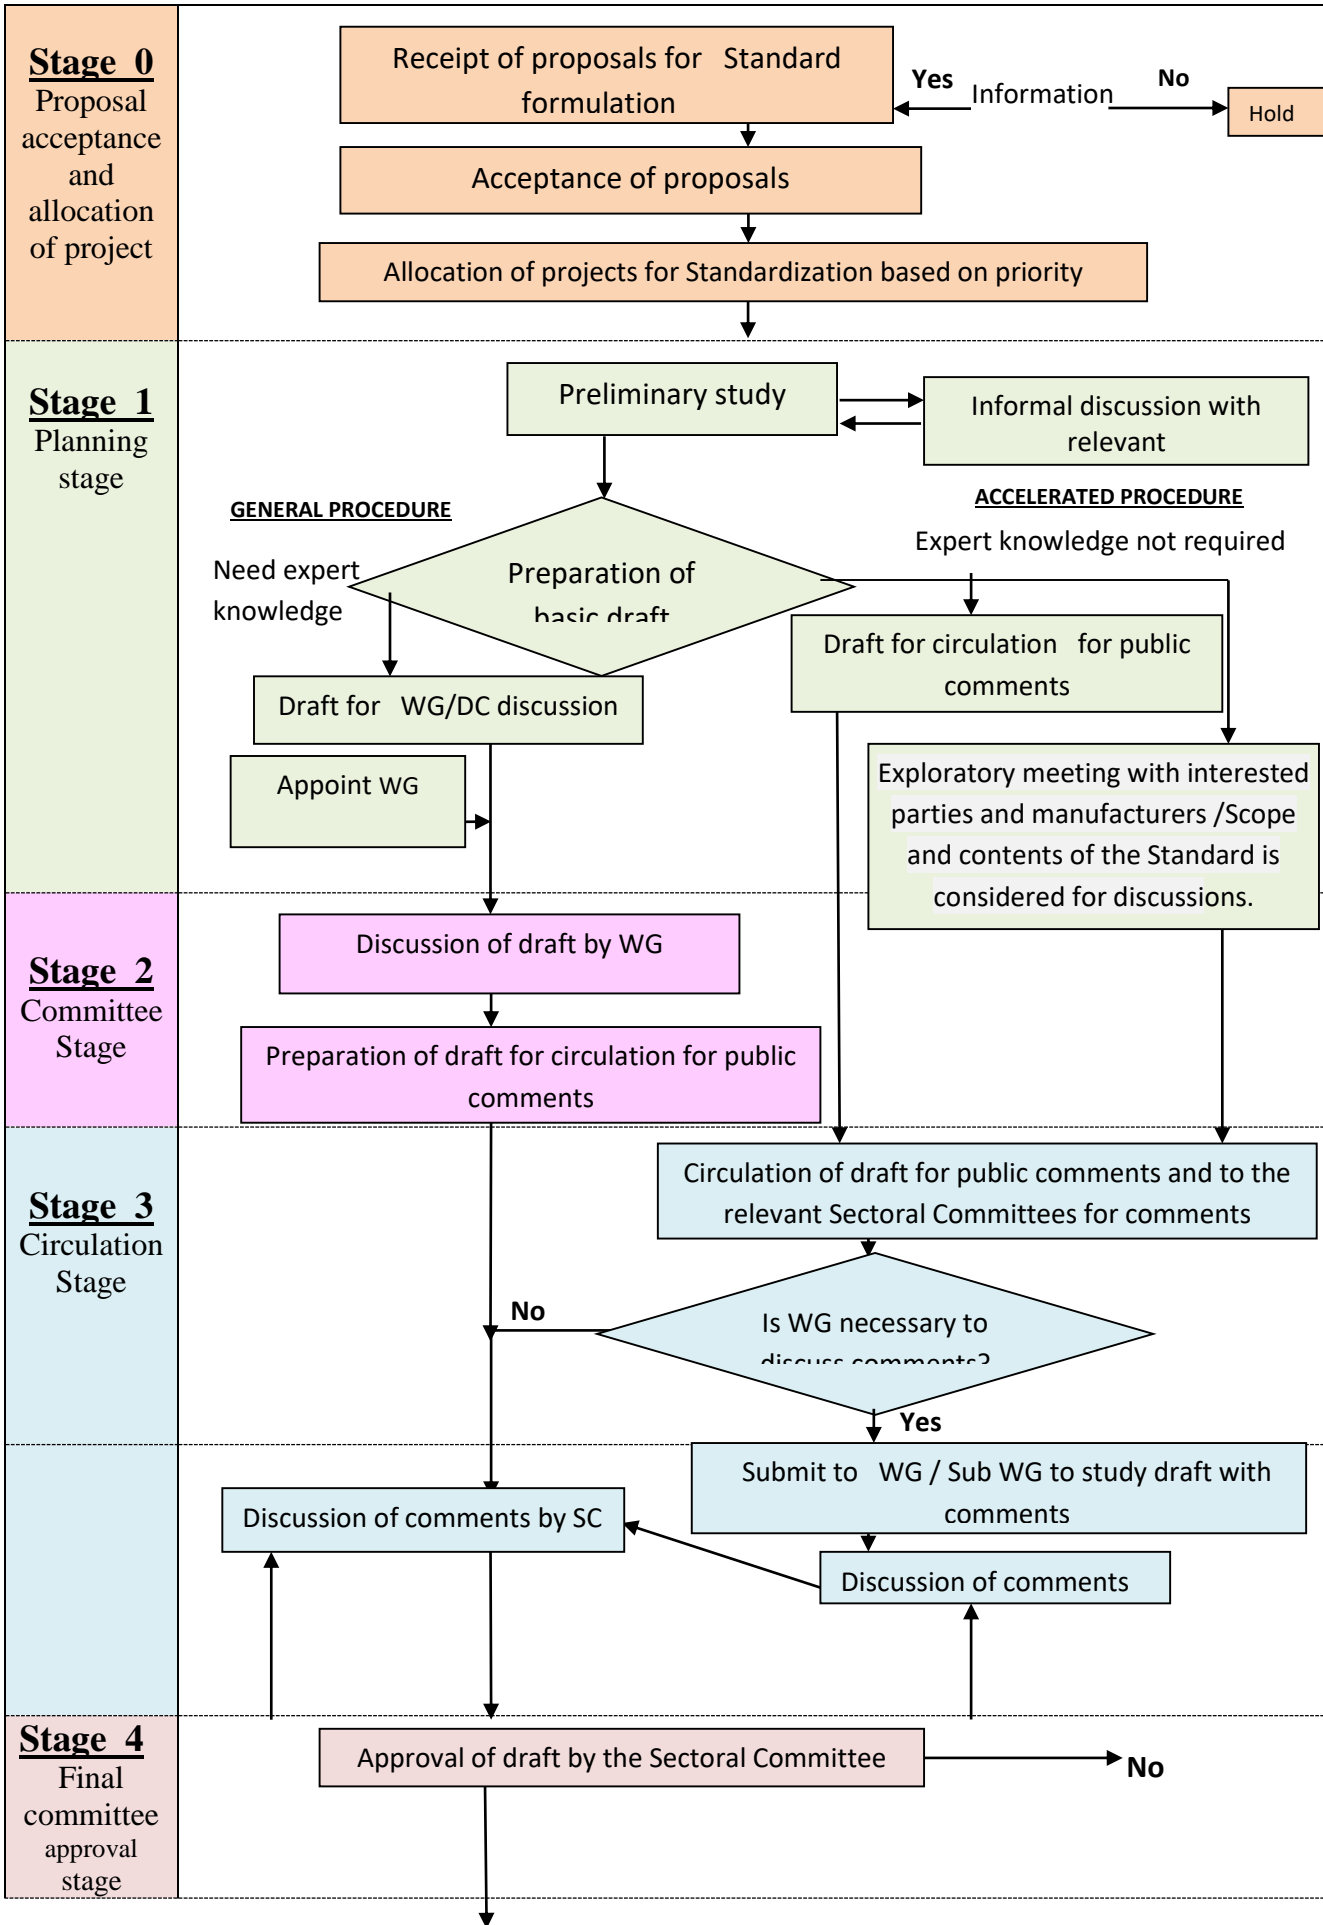 Stage 0
Proposal
acceptance
and
allocation
of project
Receipt of proposals for Standard
formulation
Yes
Information
No
Hold
Acceptance of proposals
Allocation of projects for Standardization based on priority
Stage 1
Planning
stage
Preliminary study
Informal discussion with
relevant
GENERAL PROCEDURE
ACCELERATED PROCEDURE
Need expert
knowledge
Expert knowledge not required
Preparation of
basic draft
Draft for circulation for public
comments
Draft for WG/DC discussion
Appoint WG
Exploratory meeting with interested
parties and manufacturers /Scope
and contents of the Standard is
considered for discussions.
Stage 2
Committee
Stage
Discussion of draft by WG
Preparation of draft for circulation for public
comments
Stage 3
Circulation
Stage
Circulation of draft for public comments and to the
relevant Sectoral Committees for comments
No
Is WG necessary to
discuss comments?
Yes
Submit to WG / Sub WG to study draft with
comments
Discussion of comments by SC
Discussion of comments
Stage 4
Final
committee
approval
stage
Approval of draft by the Sectoral Committee
No